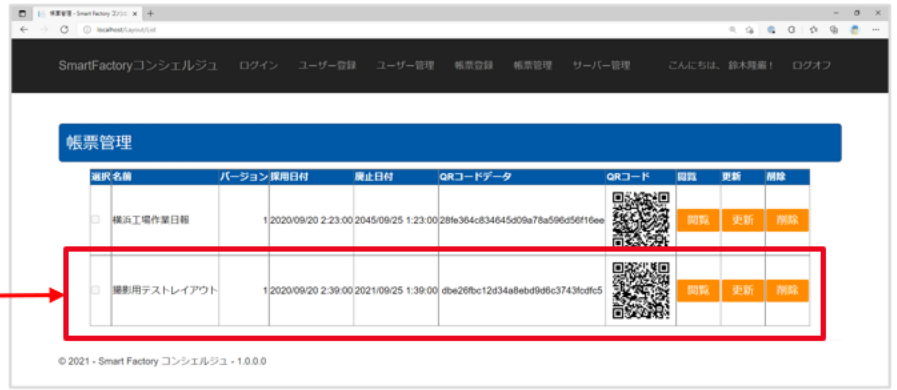 帳票管理 - Smart Factory コンシ
localhost/Layout/List
SmartFactoryコンシェルジュ ログイン ユーザー登録 ユーザー管理 帳票登録 帳票管理 サーバー管理 こんにちは、鈴木隆巌! ログオフ
帳票管理
選択 名前 バージョン 採用日付 廃止日付 QRコードデータ QRコード 閲覧 更新 削除
横浜工場作業日報 1 2020/09/20 2:23:00 2045/09/25 1:23:00 28fe364c834645d09a78a596d56f16ee 閲覧 更新 削除
撮影用テストレイアウト 1 2020/09/20 2:39:00 2021/09/25 1:39:00 dbe26fbc12d34a8ebd9d6c3743fcdfc5 閲覧 更新 削除
© 2021 - Smart Factory コンシェルジュ - 1.0.0.0